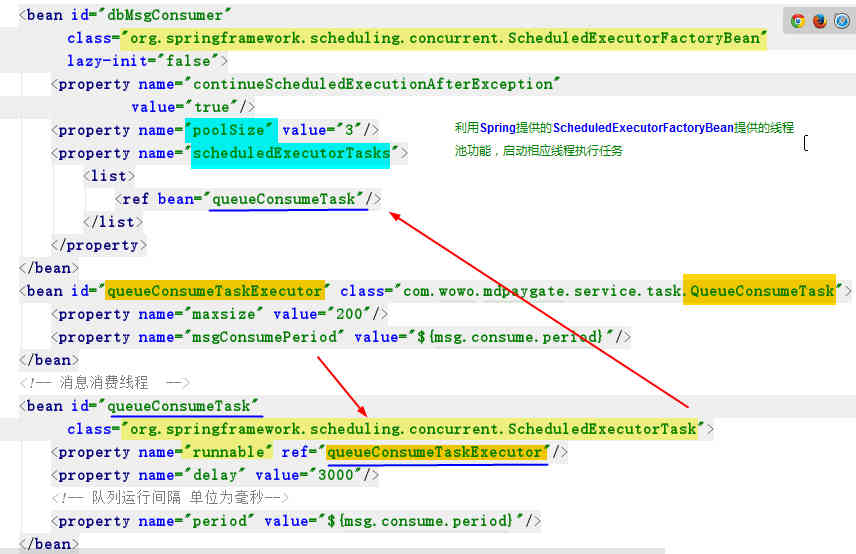 <bean id="dbMsgConsumer"
class="org.springframework.scheduling.concurrent.ScheduledExecutorFactoryBean"
lazy-init="false">
<property name="continueScheduledExecutionAfterException"
value="true"/>
<property name="poolSize" value="3"/>
<property name="scheduledExecutorTasks">
<list>
<ref bean="queueConsumeTask"/>
</list>
</property>
</bean>
利用Spring提供的ScheduledExecutorFactoryBean提供的线程
池功能，启动相应线程执行任务
<bean id="queueConsumeTaskExecutor" class="com.wowo.mdpaygate.service.task.QueueConsumeTask">
<property name="maxsize" value="200"/>
<property name="msgConsumePeriod" value="${msg.consume.period}"/>
</bean>
<!-- 消息消费线程  -->
<bean id="queueConsumeTask"
class="org.springframework.scheduling.concurrent.ScheduledExecutorTask">
<property name="runnable" ref="queueConsumeTaskExecutor"/>
<property name="delay" value="3000"/>
<!-- 队列运行间隔 单位为毫秒-->
<property name="period" value="${msg.consume.period}"/>
</bean>